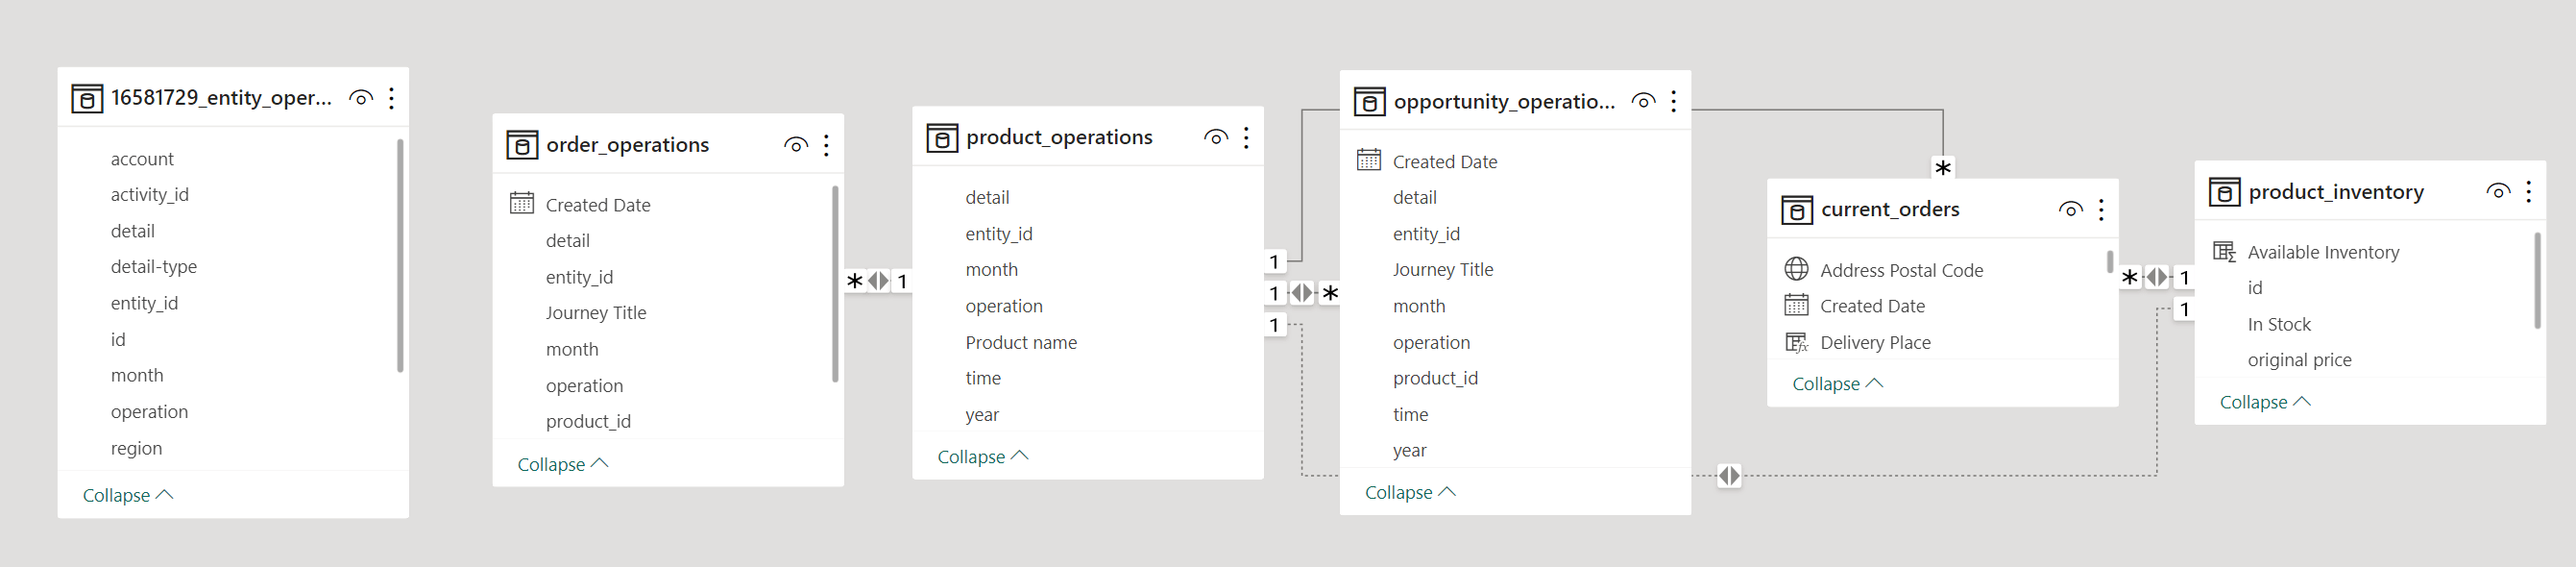 16581729_entity_oper...
account
activity_id
detail
detail-type
entity_id
id
month
operation
region
Collapse
order_operations
Created Date
detail
entity_id
Journey Title
month
operation
product_id
Collapse
* 1
product_operations
detail
entity_id
month
operation
Product name
time
year
Collapse
1
1 *
1
opportunity_operatio...
Created Date
detail
entity_id
Journey Title
month
operation
product_id
time
year
Collapse
*
current_orders
Address Postal Code
Created Date
Delivery Place
Collapse
* 1
1
product_inventory
Available Inventory
id
In Stock
original price
Collapse